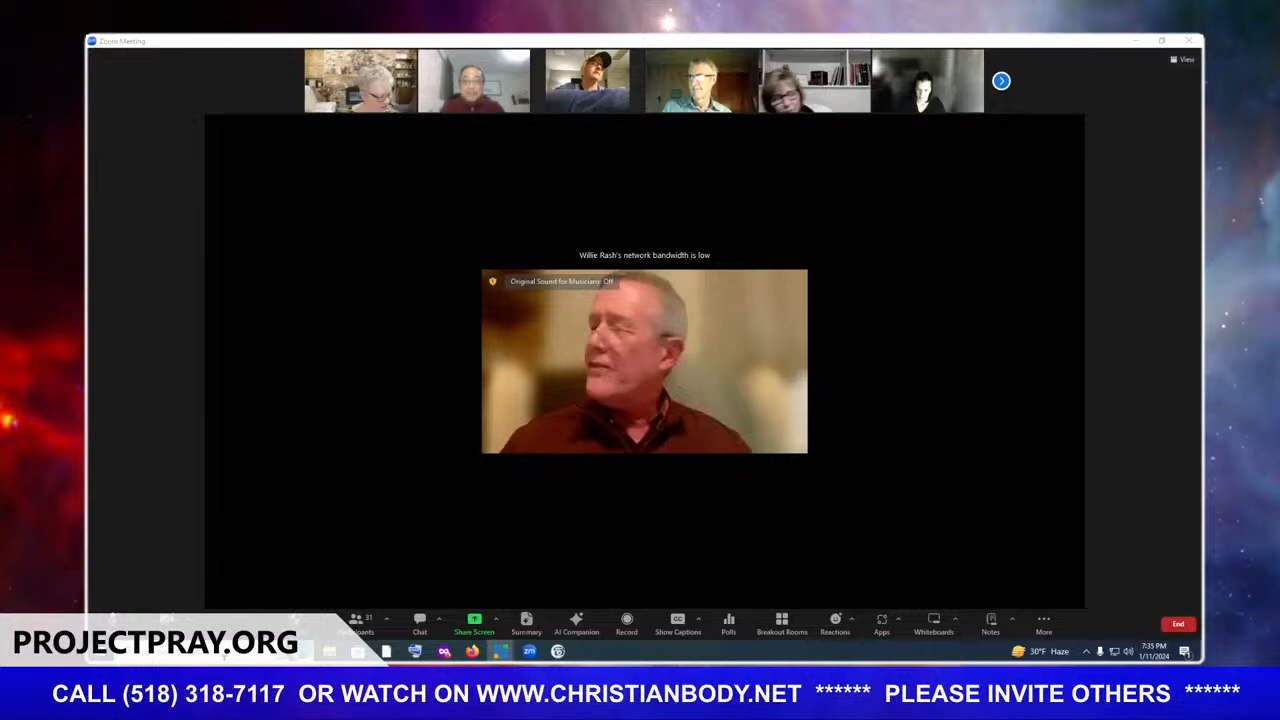 Zoom Meeting
View
Willie Rash's network bandwidth is low
Original Sound for Musicians: Off
31
Chat
Share Screen
Summary
AI Companion
Record
CC
Show Captions
Polls
Breakout Rooms
Reactions
Apps
Whiteboards
Notes
More
End
zm
30°F Haze
7:35 PM
1/11/2024
PROJECTPRAY.ORG
CALL (518) 318-7117 OR WATCH ON WWW.CHRISTIANBODY.NET ****** PLEASE INVITE OTHERS ******